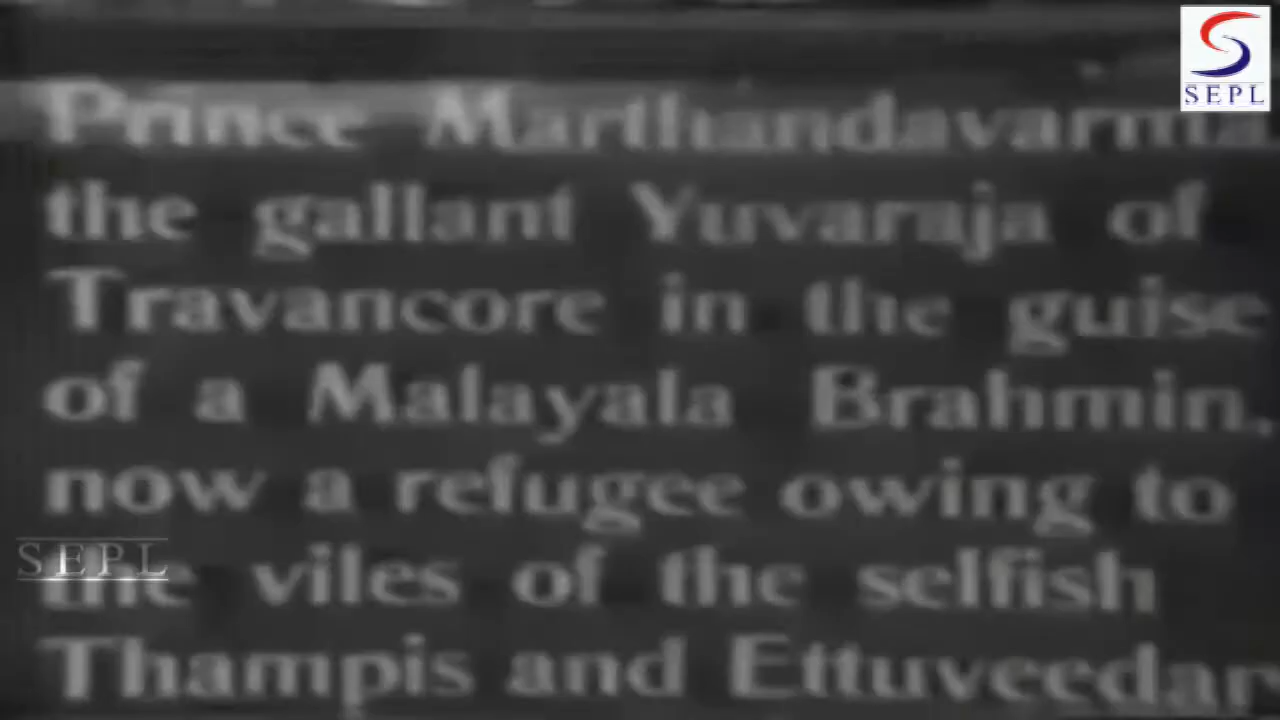 SEPL
Prince Marthandavarma,
the gallant Yuvaraja of
Travancore in the guise
of a Malayala Brahmin,
now a refugee owing to
SEPL
the viles of the selfish
Thampis and Ettuveedar